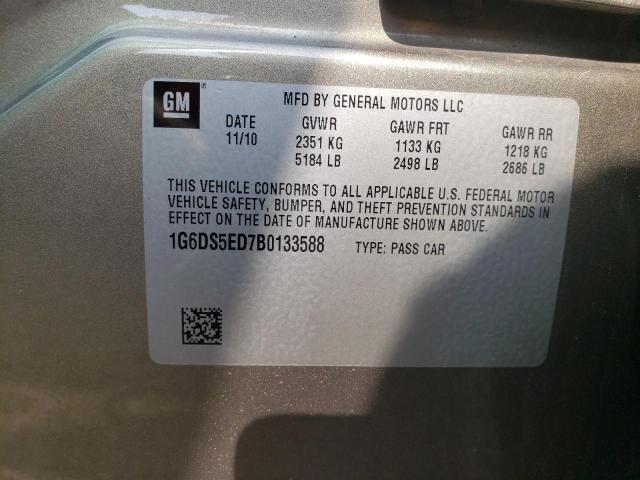 GM ®
MFD BY GENERAL MOTORS LLC
DATE GVWR GAWR FRT GAWR RR
11/10 2351 KG 1133 KG 1218 KG
5184 LB 2498 LB 2686 LB
THIS VEHICLE CONFORMS TO ALL APPLICABLE U.S. FEDERAL MOTOR
VEHICLE SAFETY, BUMPER, AND THEFT PREVENTION STANDARDS IN
EFFECT ON THE DATE OF MANUFACTURE SHOWN ABOVE.
1G6DS5ED7B0133588 TYPE: PASS CAR